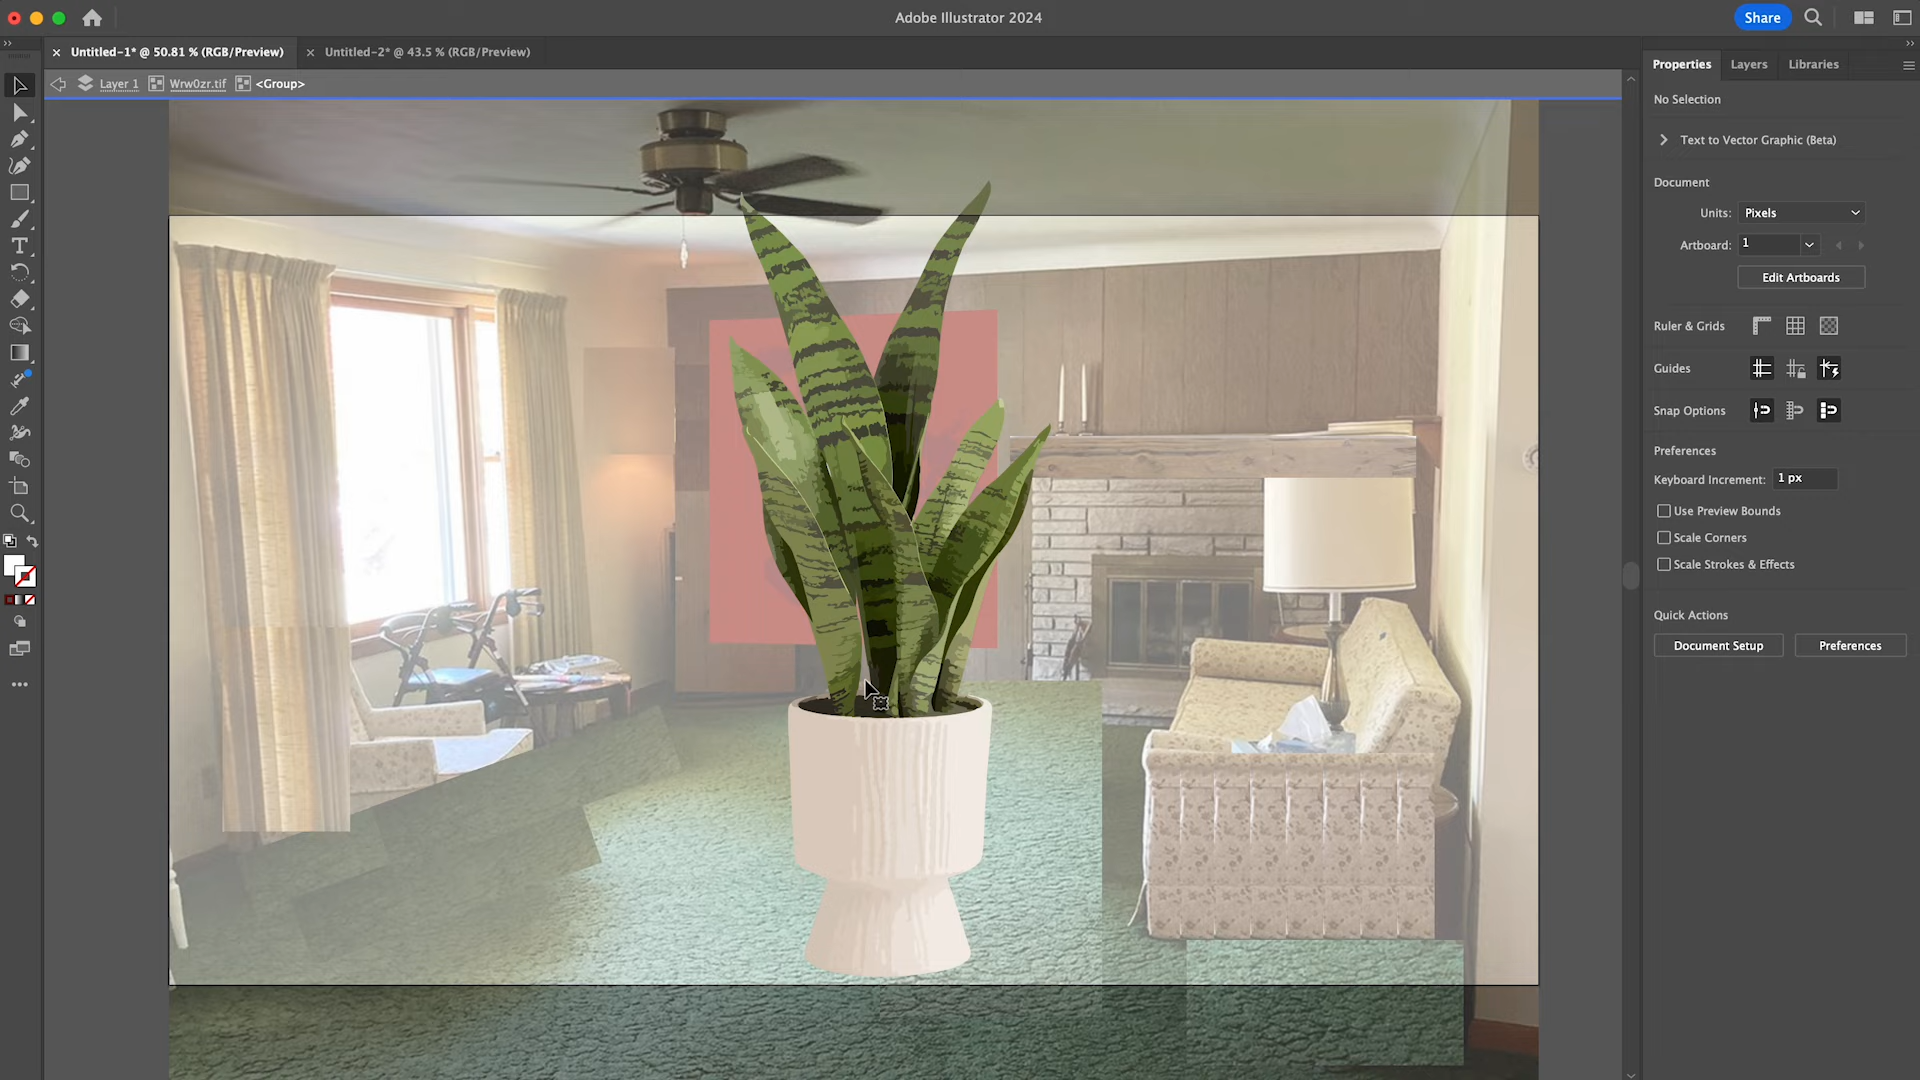 Adobe Illustrator 2024
Share
Untitled-1* @ 50.81 % (RGB/Preview)
Untitled-2* @ 43.5 % (RGB/Preview)
Layer 1
Wrw0zr.tif
<Group>
Properties
Layers
Libraries
No Selection
Text to Vector Graphic (Beta)
Document
Units: Pixels
Artboard: 1
Edit Artboards
Ruler & Grids
Guides
Snap Options
Preferences
Keyboard Increment: 1 px
Use Preview Bounds
Scale Corners
Scale Strokes & Effects
Quick Actions
Document Setup
Preferences